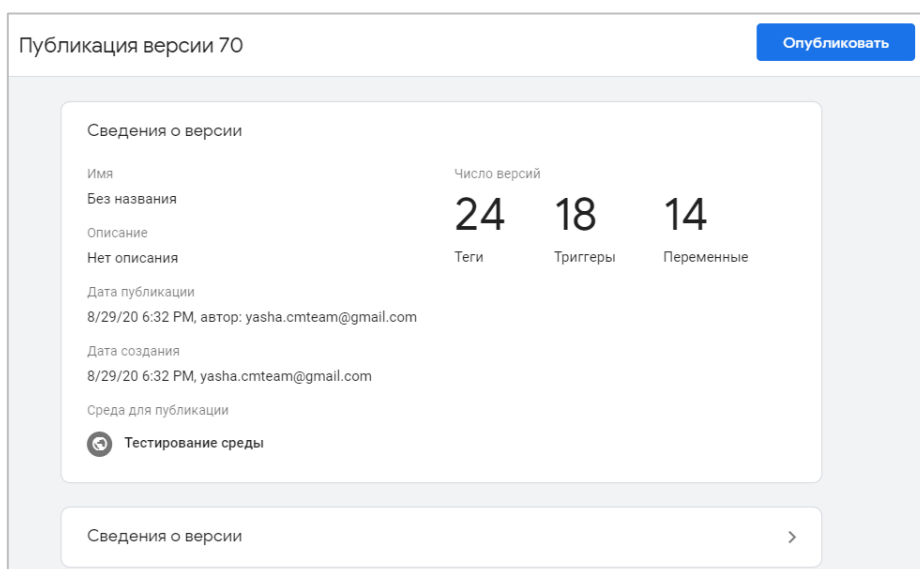 Публикация версии 70
Опубликовать
Сведения о версии
Имя
Без названия
Описание
Нет описания
Дата публикации
8/29/20 6:32 PM, автор: yasha.cmteam@gmail.com
Дата создания
8/29/20 6:32 PM, yasha.cmteam@gmail.com
Среда для публикации
Тестирование среды
Число версий
24 18 14
Теги Триггеры Переменные
Сведения о версии